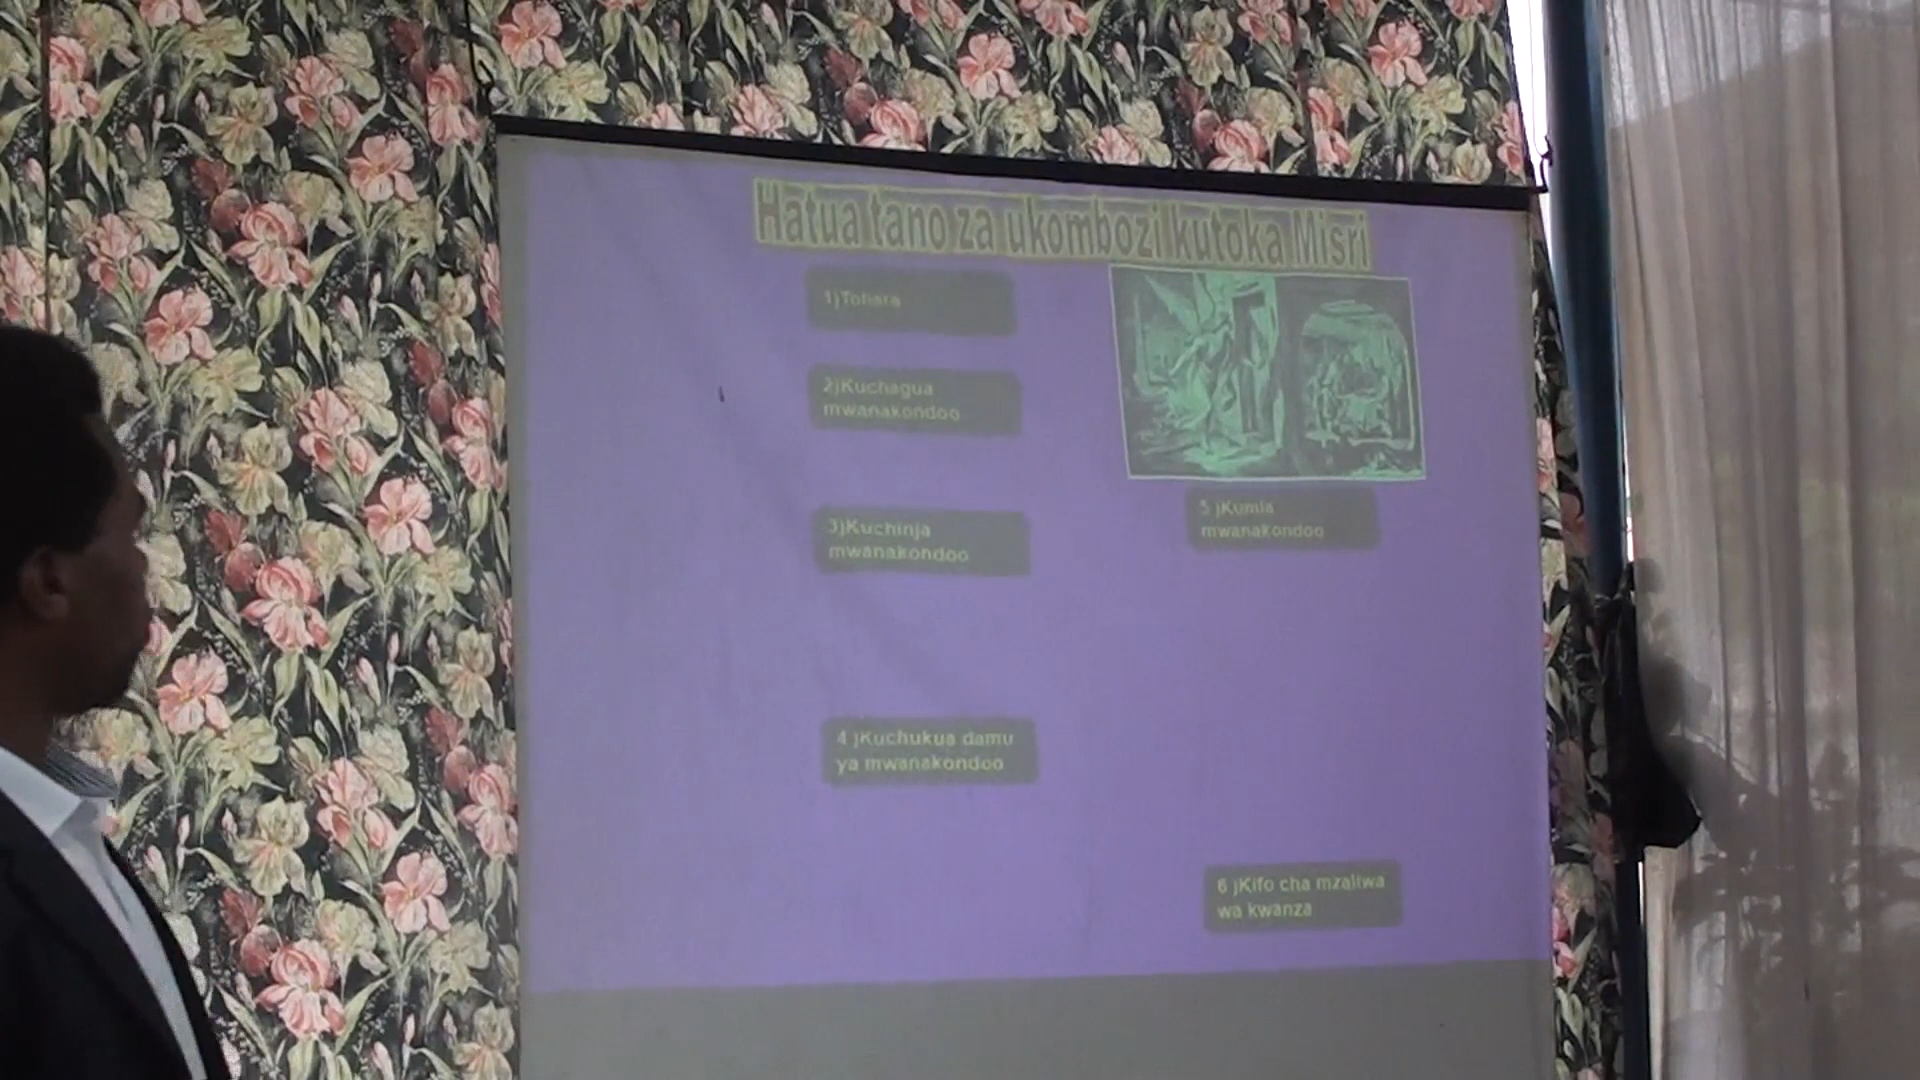 Hatua tano za ukombozi kutoka Misri
1)Tohara
2)Kuchagua
mwanakondoo
3)Kuchinja
mwanakondoo
4 )Kuchukua damu
ya mwanakondoo
5 )Kumla
mwanakondoo
6 )Kifo cha mzaliwa
wa kwanza